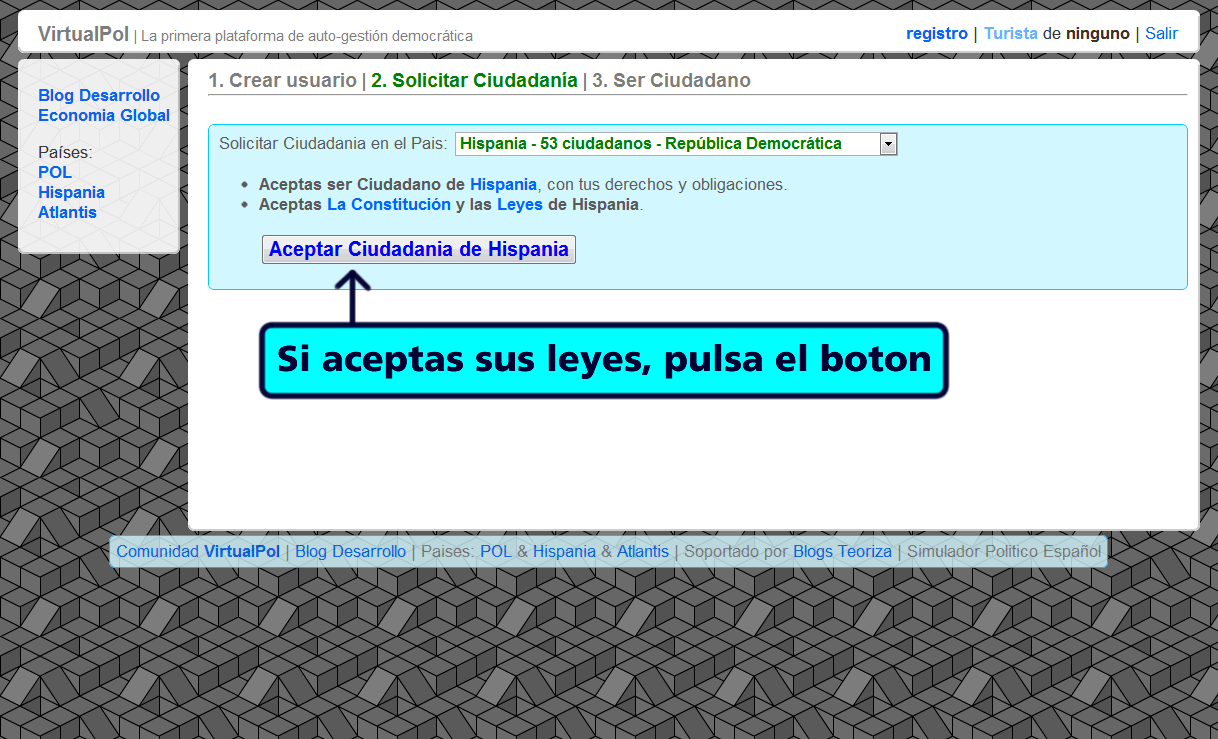 VirtualPol | La primera plataforma de auto-gestión democrática
registro | Turista de ninguno | Salir
Blog Desarrollo
Economia Global
Países:
POL
Hispania
Atlantis
1. Crear usuario | 2. Solicitar Ciudadanía | 3. Ser Ciudadano
Solicitar Ciudadania en el Pais: Hispania - 53 ciudadanos - República Democrática
• Aceptas ser Ciudadano de Hispania, con tus derechos y obligaciones.
• Aceptas La Constitución y las Leyes de Hispania.
Aceptar Ciudadania de Hispania
Si aceptas sus leyes, pulsa el boton
Comunidad VirtualPol | Blog Desarrollo | Paises: POL & Hispania & Atlantis | Soportado por Blogs Teoriza | Simulador Politico Español